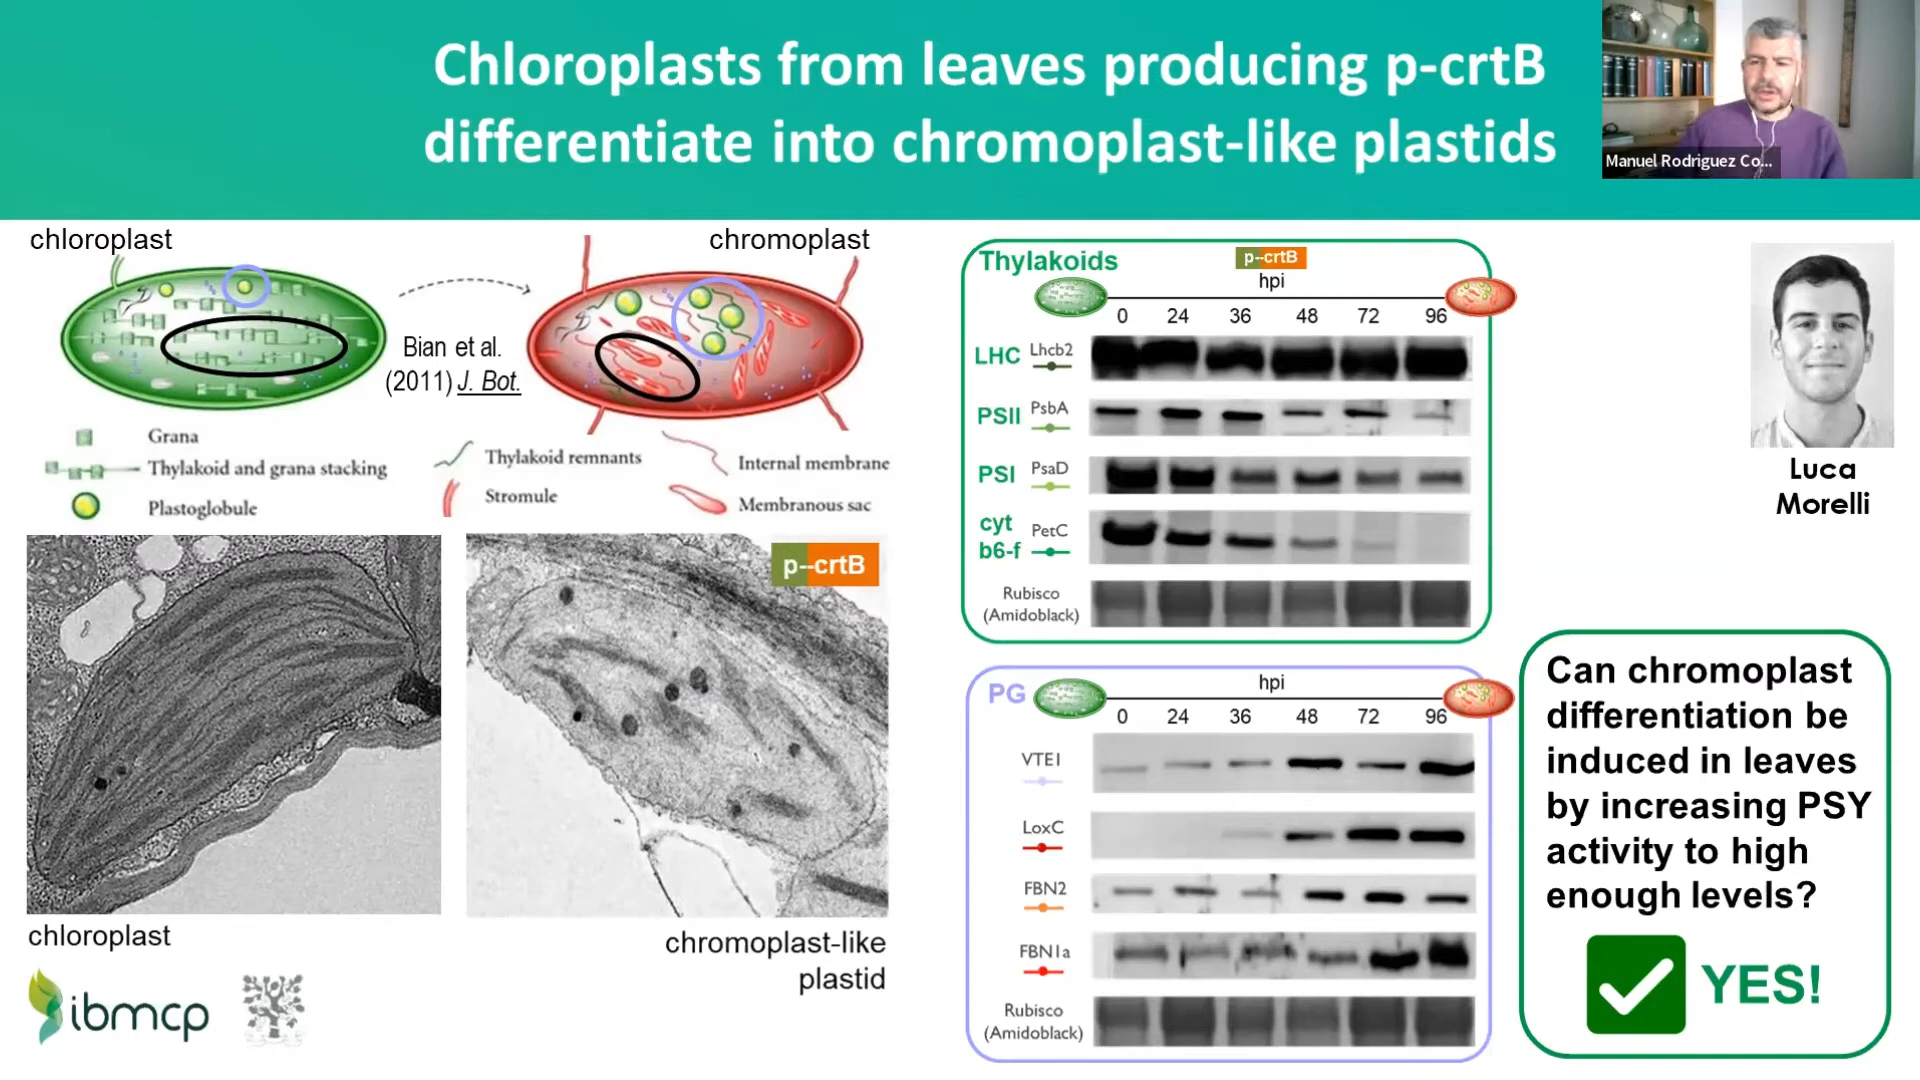 Chloroplasts from leaves producing p-crtB
differentiate into chromoplast-like plastids
Manuel Rodriguez Co...
chloroplast
chromoplast
Bian et al.
(2011) J. Bot.
Grana
Thylakoid and grana stacking
Plastoglobule
Thylakoid remnants
Stromule
Internal membrane
Membranous sac
p--crtB
chloroplast
chromoplast-like
plastid
ibmcp
Thylakoids
p--crtB
hpi
0 24 36 48 72 96
LHC Lhcb2
PSII PsbA
PSI PsaD
cyt
b6-f PetC
Rubisco
(Amidoblack)
PG
hpi
0 24 36 48 72 96
VTE1
LoxC
FBN2
FBN1a
Rubisco
(Amidoblack)
Luca
Morelli
Can chromoplast
differentiation be
induced in leaves
by increasing PSY
activity to high
enough levels?
YES!